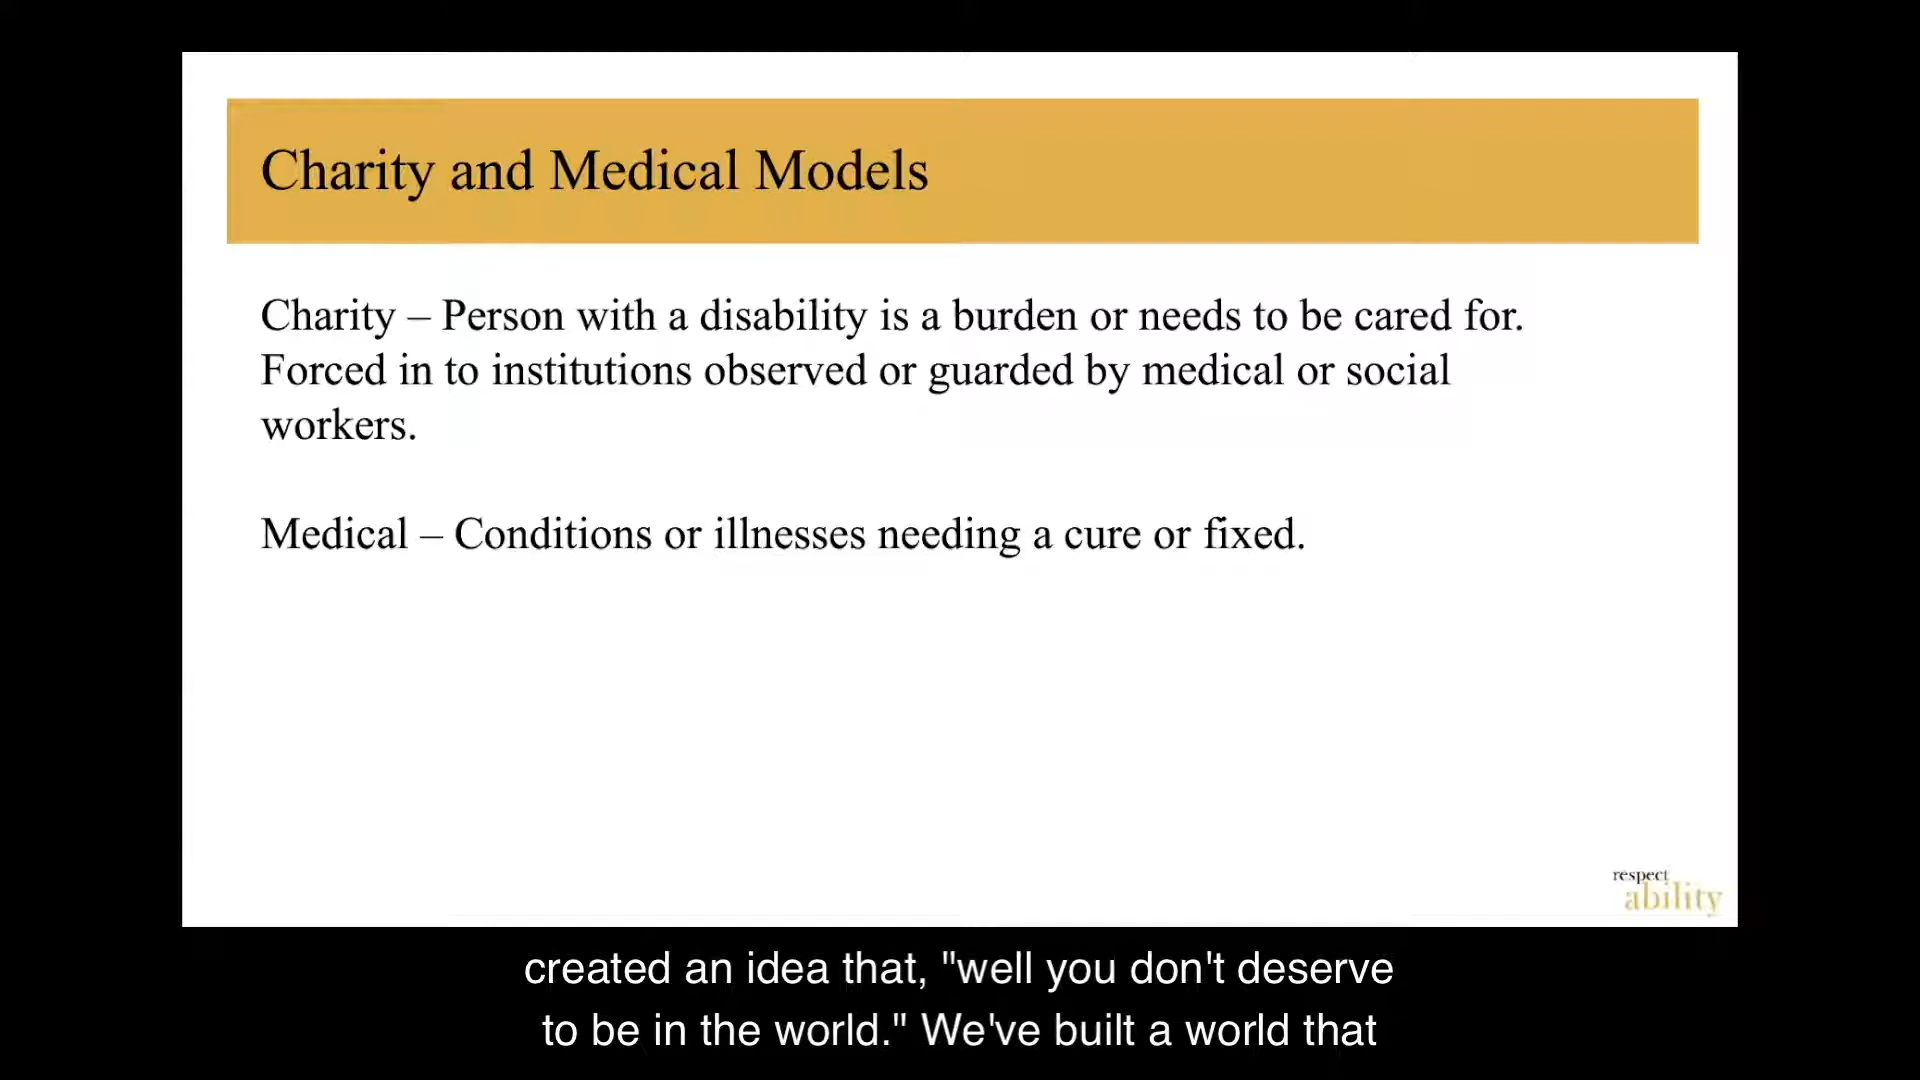 Charity and Medical Models
Charity – Person with a disability is a burden or needs to be cared for.
Forced in to institutions observed or guarded by medical or social
workers.
Medical – Conditions or illnesses needing a cure or fixed.
respect
ability
created an idea that, "well you don't deserve
to be in the world." We've built a world that